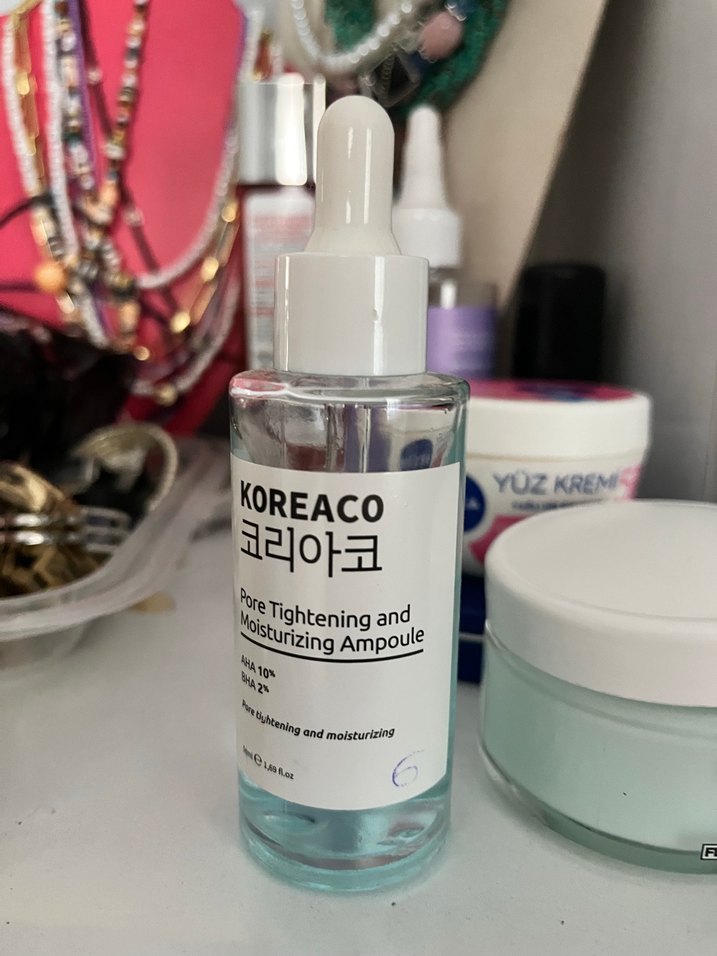 KOREACO
코리아코
Pore Tightening and
Moisturizing Ampoule
AHA 10%
BHA 2%
Pore tightening and moisturizing
50ml ℮ 1,69 fl.oz
6
YÜZ KREMİ